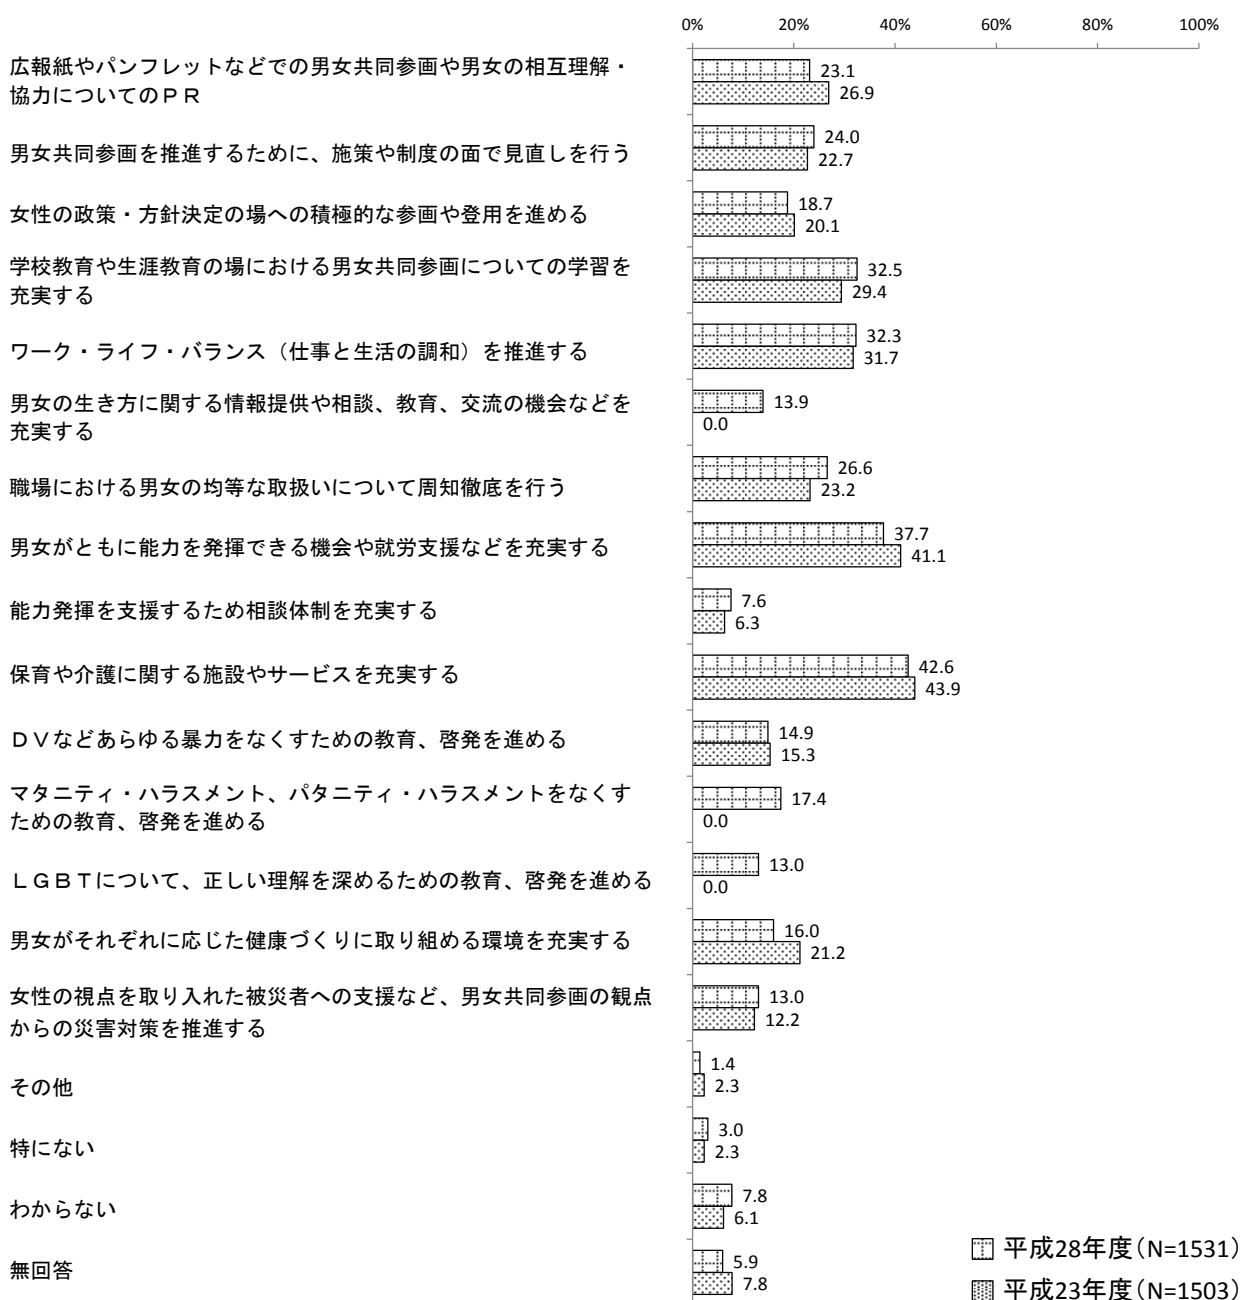 0% 20% 40% 60% 80% 100%
広報紙やパンフレットなどでの男女共同参画や男女の相互理解・
協力についてのPR
23.1
26.9
男女共同参画を推進するために、施策や制度の面で見直しを行う
24.0
22.7
女性の政策・方針決定の場への積極的な参画や登用を進める
18.7
20.1
学校教育や生涯教育の場における男女共同参画についての学習を
充実する
32.5
29.4
ワーク・ライフ・バランス（仕事と生活の調和）を推進する
32.3
31.7
男女の生き方に関する情報提供や相談、教育、交流の機会などを
充実する
13.9
0.0
職場における男女の均等な取扱いについて周知徹底を行う
26.6
23.2
男女がともに能力を発揮できる機会や就労支援などを充実する
37.7
41.1
能力発揮を支援するため相談体制を充実する
7.6
6.3
保育や介護に関する施設やサービスを充実する
42.6
43.9
DVなどあらゆる暴力をなくすための教育、啓発を進める
14.9
15.3
マタニティ・ハラスメント、パタニティ・ハラスメントをなくす
ための教育、啓発を進める
17.4
0.0
LGBTについて、正しい理解を深めるための教育、啓発を進める
13.0
0.0
男女がそれぞれに応じた健康づくりに取り組める環境を充実する
16.0
21.2
女性の視点を取り入れた被災者への支援など、男女共同参画の観点
からの災害対策を推進する
13.0
12.2
その他
1.4
2.3
特にない
3.0
2.3
わからない
7.8
6.1
無回答
5.9
7.8
平成28年度（N=1531）
平成23年度（N=1503）